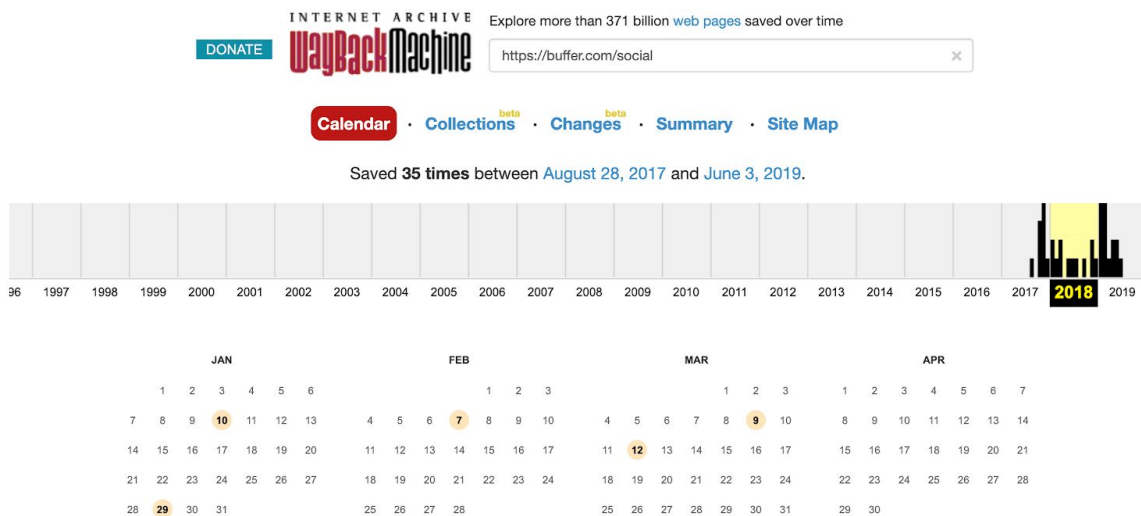 INTERNET ARCHIVE
WayBackMachine
DONATE
Explore more than 371 billion web pages saved over time
https://buffer.com/social ×
Calendar · Collections beta · Changes beta · Summary · Site Map
Saved 35 times between August 28, 2017 and June 3, 2019.
96 1997 1998 1999 2000 2001 2002 2003 2004 2005 2006 2007 2008 2009 2010 2011 2012 2013 2014 2015 2016 2017 2018 2019
JAN
1 2 3 4 5 6
7 8 9 10 11 12 13
14 15 16 17 18 19 20
21 22 23 24 25 26 27
28 29 30 31
FEB
1 2 3
4 5 6 7 8 9 10
11 12 13 14 15 16 17
18 19 20 21 22 23 24
25 26 27 28
MAR
1 2 3
4 5 6 7 8 9 10
11 12 13 14 15 16 17
18 19 20 21 22 23 24
25 26 27 28 29 30 31
APR
1 2 3 4 5 6 7
8 9 10 11 12 13 14
15 16 17 18 19 20 21
22 23 24 25 26 27 28
29 30